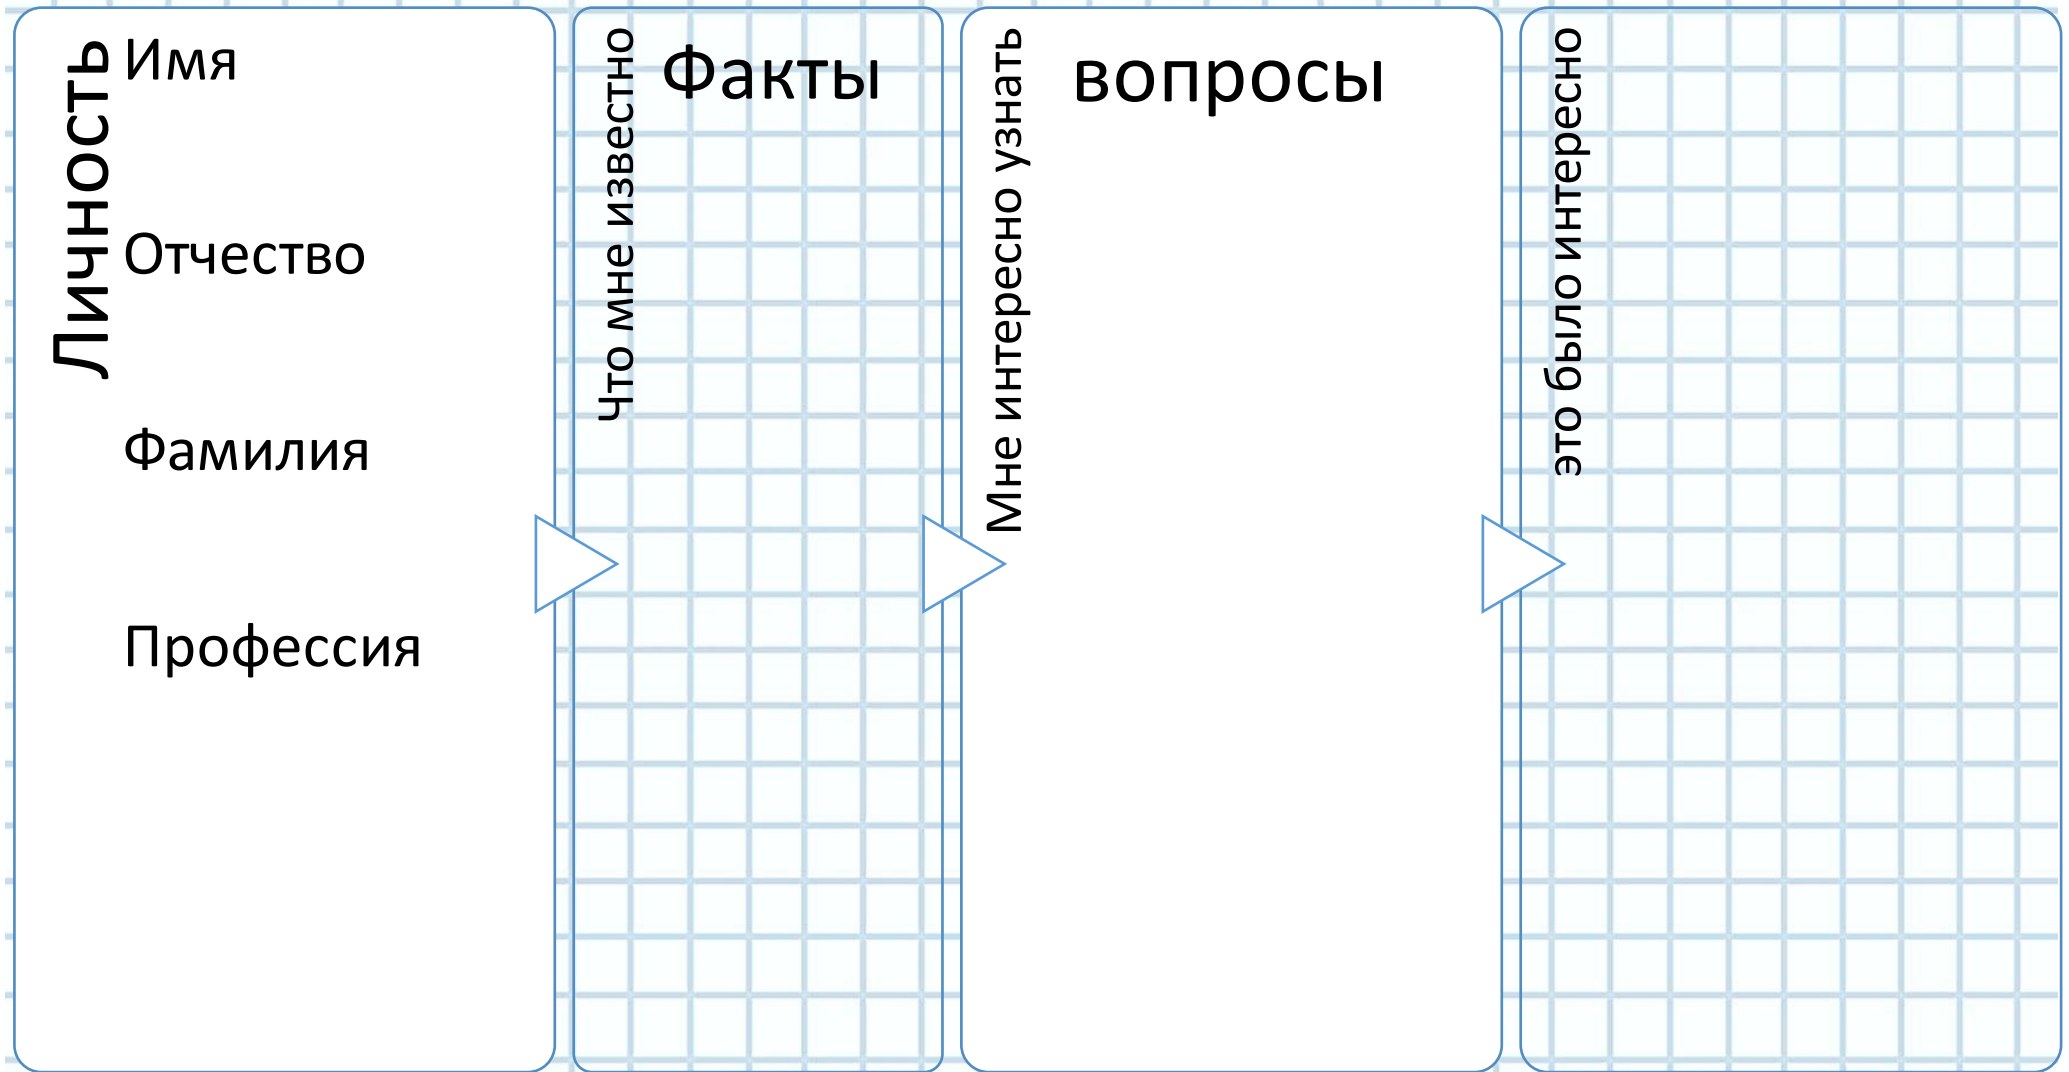 Личность
Имя
Отчество
Фамилия
Профессия
Что мне известно
Факты
Мне интересно узнать
вопросы
это было интересно